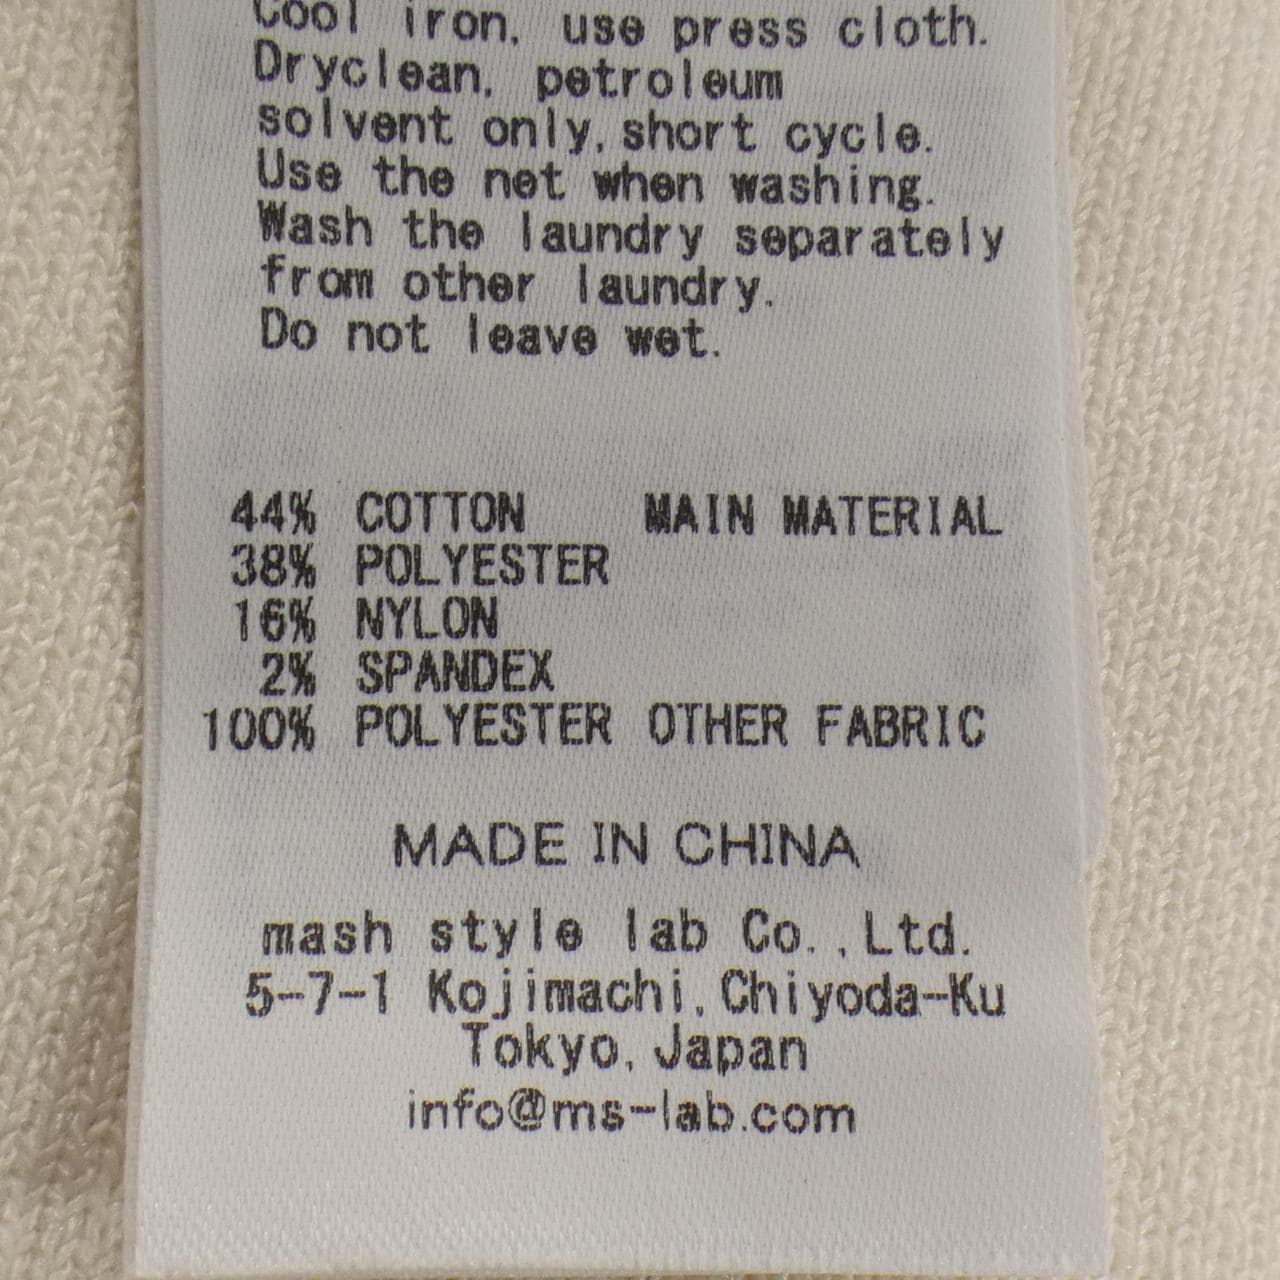 Cool iron, use press cloth.
Dryclean, petroleum
solvent only, short cycle.
Use the net when washing.
Wash the laundry separately
from other laundry.
Do not leave wet.
44% COTTON MAIN MATERIAL
38% POLYESTER
16% NYLON
2% SPANDEX
100% POLYESTER OTHER FABRIC
MADE IN CHINA
mash style lab Co.,Ltd.
5-7-1 Kojimachi,Chiyoda-Ku
Tokyo, Japan
info@ms-lab.com